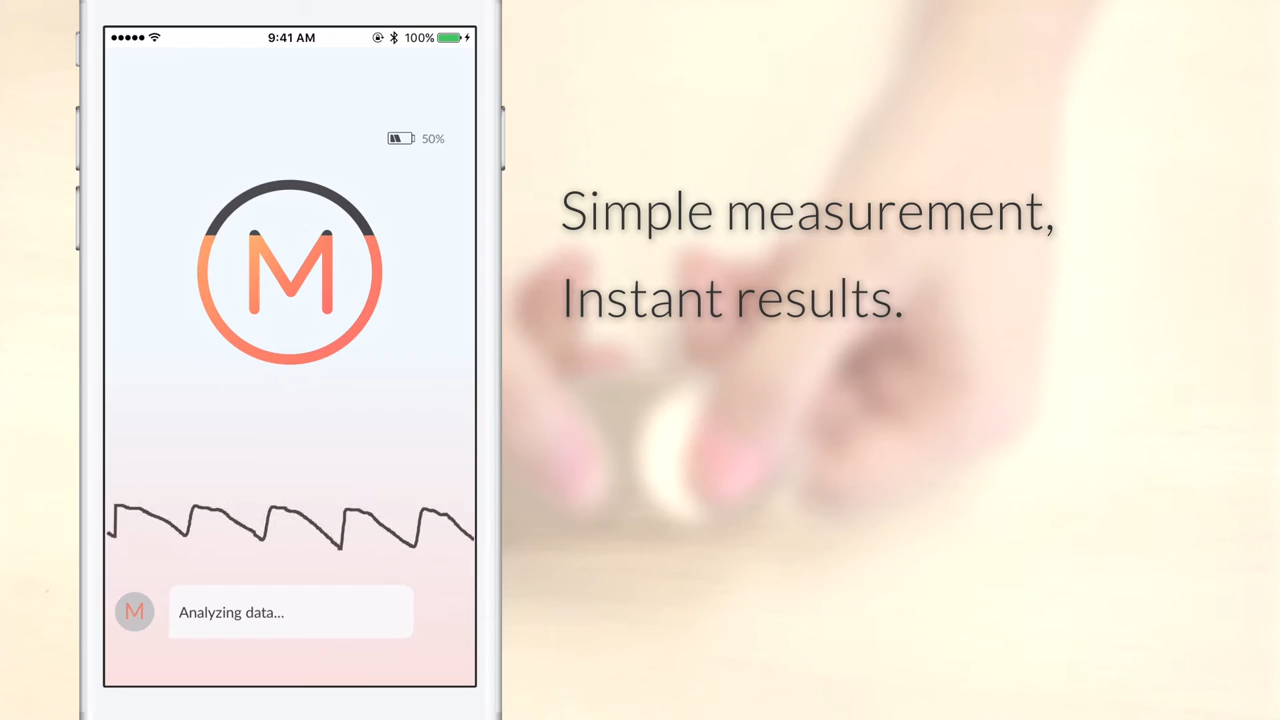 9:41 AM
100%
50%
M
Simple measurement,
Instant results.
M
Analyzing data...